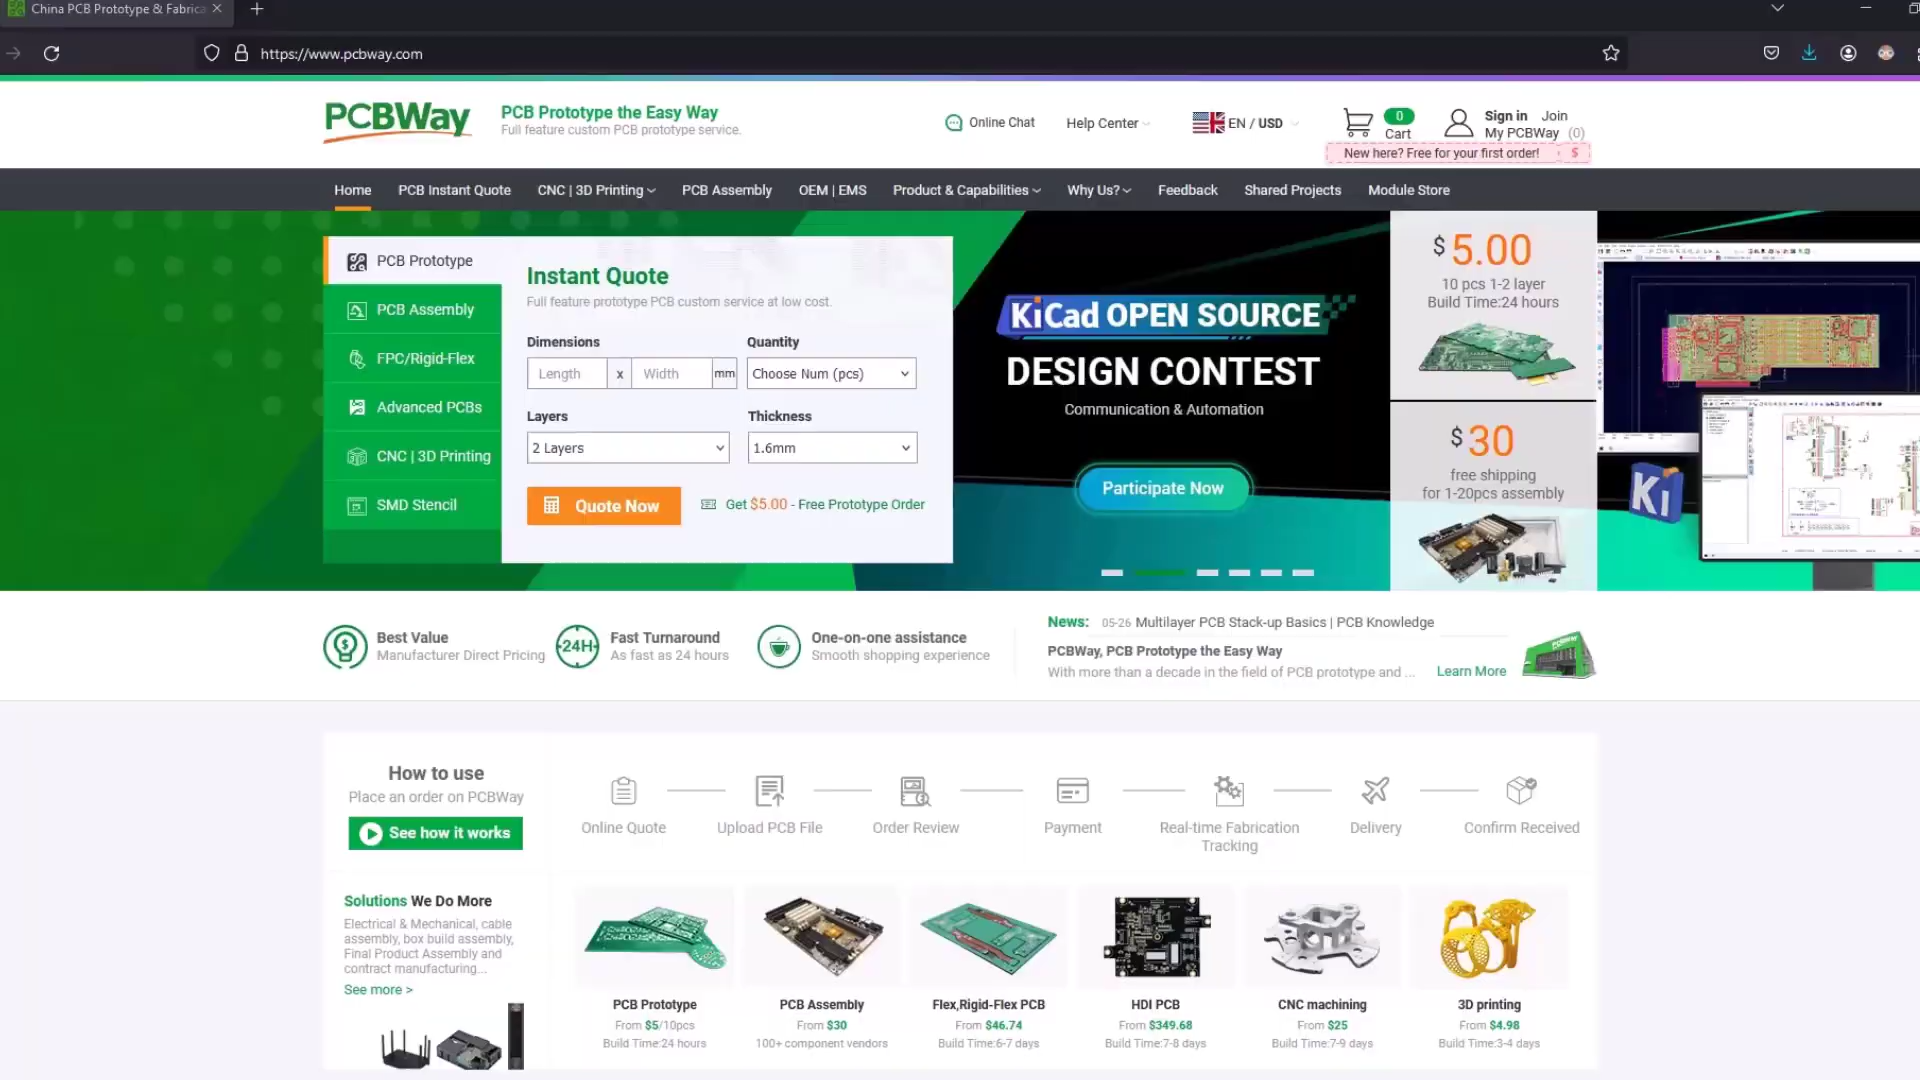 China PCB Prototype & Fabrica
https://www.pcbway.com
PCBWay
PCB Prototype the Easy Way
Full feature custom PCB prototype service.
Online Chat
Help Center
EN / USD
0
Cart
Sign in Join
My PCBWay (0)
New here? Free for your first order! $
Home
PCB Instant Quote
CNC | 3D Printing
PCB Assembly
OEM | EMS
Product & Capabilities
Why Us?
Feedback
Shared Projects
Module Store
PCB Prototype
PCB Assembly
FPC/Rigid-Flex
Advanced PCBs
CNC | 3D Printing
SMD Stencil
Instant Quote
Full feature prototype PCB custom service at low cost.
Dimensions
Quantity
Length x Width mm
Choose Num (pcs)
Layers
Thickness
2 Layers
1.6mm
Quote Now
Get $5.00 - Free Prototype Order
KiCad OPEN SOURCE
DESIGN CONTEST
Communication & Automation
Participate Now
$5.00
10 pcs 1-2 layer
Build Time:24 hours
$30
free shipping
for 1-20pcs assembly
Ki
Best Value
Manufacturer Direct Pricing
24H
Fast Turnaround
As fast as 24 hours
One-on-one assistance
Smooth shopping experience
News: 05-26 Multilayer PCB Stack-up Basics | PCB Knowledge
PCBWay, PCB Prototype the Easy Way
With more than a decade in the field of PCB prototype and ...
Learn More
PCBWay
How to use
Place an order on PCBWay
See how it works
Online Quote
Upload PCB File
Order Review
Payment
Real-time Fabrication
Tracking
Delivery
Confirm Received
Solutions We Do More
Electrical & Mechanical, cable
assembly, box build assembly,
Final Product Assembly and
contract manufacturing...
See more >
PCB Prototype
From $5/10pcs
Build Time:24 hours
PCB Assembly
From $30
100+ component vendors
Flex,Rigid-Flex PCB
From $46.74
Build Time:6-7 days
HDI PCB
From $349.68
Build Time:7-8 days
CNC machining
From $25
Build Time:7-9 days
3D printing
From $4.98
Build Time:3-4 days